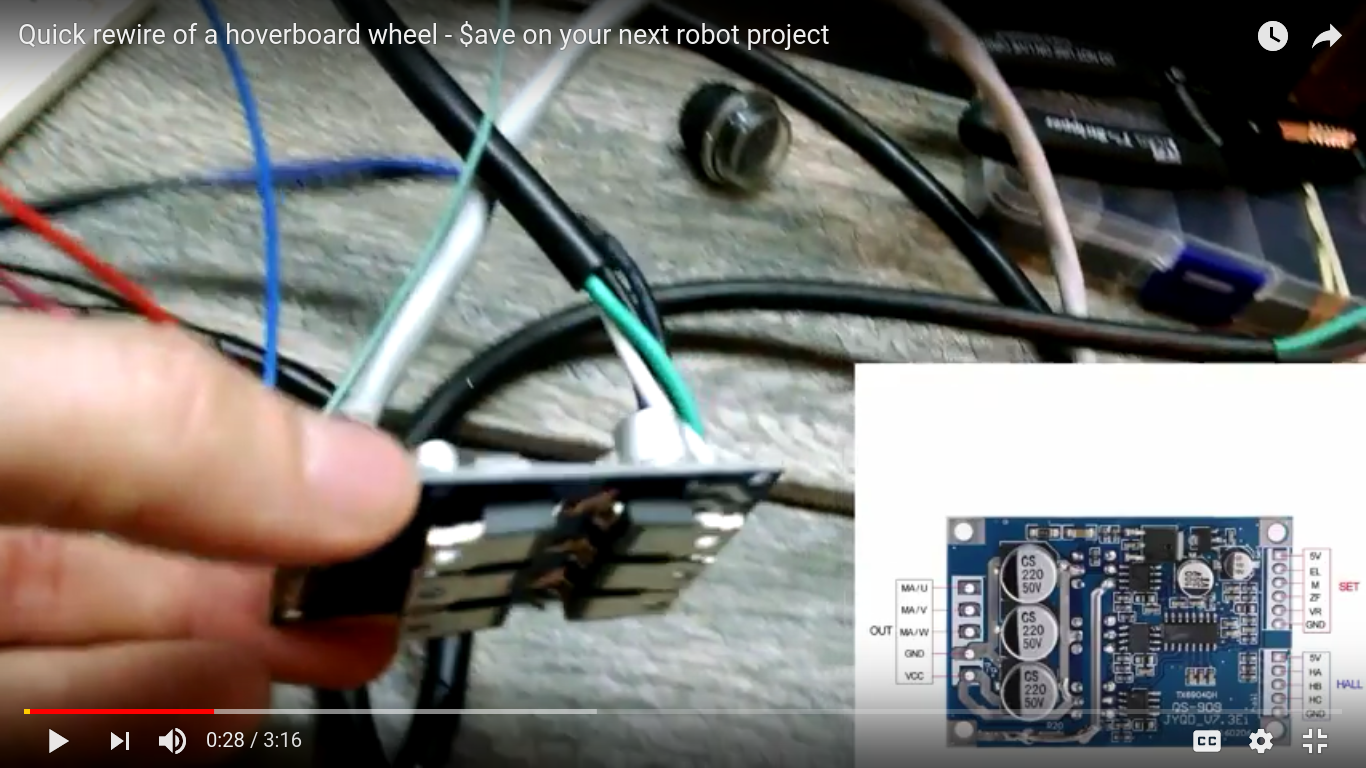 Quick rewire of a hoverboard wheel - $ave on your next robot project
CS
220
50V
CS
220
50V
CS
220
50V
MA/U
MA/V
OUT MA/W
GND
VCC
5V
EL
M
ZF
VR
GND
SET
5V
HA
HB
HC
GND
HALL
QS-909
JYQD_V7.3E1
R20
0:28 / 3:16
CC